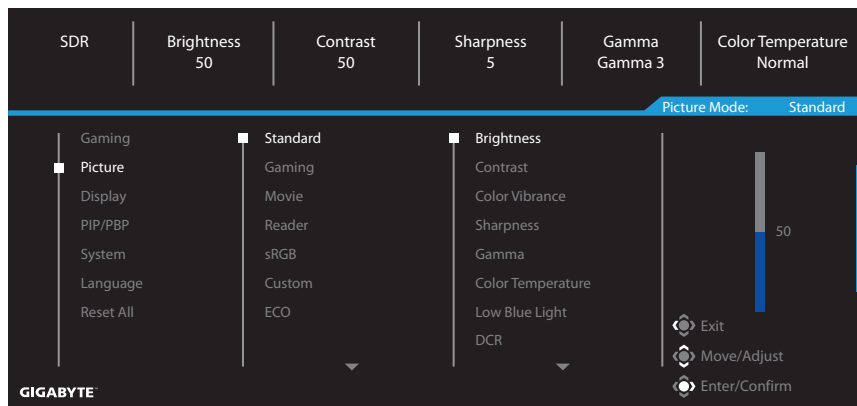 SDR
Brightness
50
Contrast
50
Sharpness
5
Gamma
Gamma 3
Color Temperature
Normal
Picture Mode: Standard
Gaming
Picture
Display
PIP/PBP
System
Language
Reset All
Standard
Gaming
Movie
Reader
sRGB
Custom
ECO
Brightness
Contrast
Color Vibrance
Sharpness
Gamma
Color Temperature
Low Blue Light
DCR
50
Exit
Move/Adjust
Enter/Confirm
GIGABYTE™